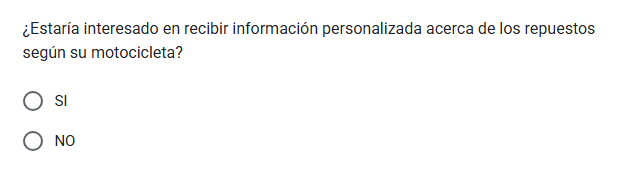 ¿Estaría interesado en recibir información personalizada acerca de los repuestos
según su motocicleta?
SI
NO